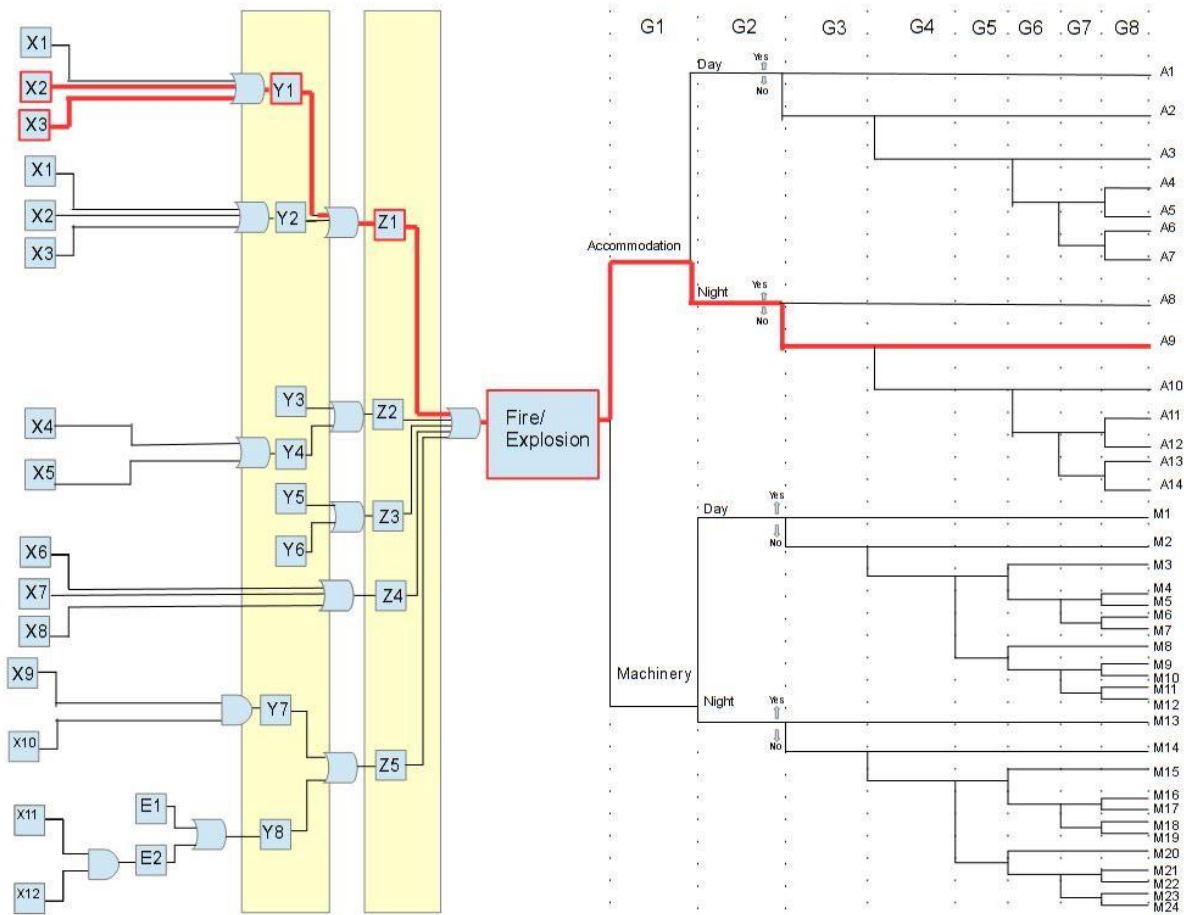 G1 G2 G3 G4 G5 G6 G7 G8
X1
X2
X3
Y1
X1
X2
X3
Y2
Z1
Y3
Z2
X4
Y4
X5
Y5
Z3
Y6
X6
X7
Z4
X8
X9
Y7
X10
Z5
X11
E1
Y8
E2
X12
Fire/
Explosion
Accommodation
Day
Yes
No
Night
Yes
No
Machinery
Day
Yes
No
Night
Yes
No
A1
A2
A3
A4
A5
A6
A7
A8
A9
A10
A11
A12
A13
A14
M1
M2
M3
M4
M5
M6
M7
M8
M9
M10
M11
M12
M13
M14
M15
M16
M17
M18
M19
M20
M21
M22
M23
M24